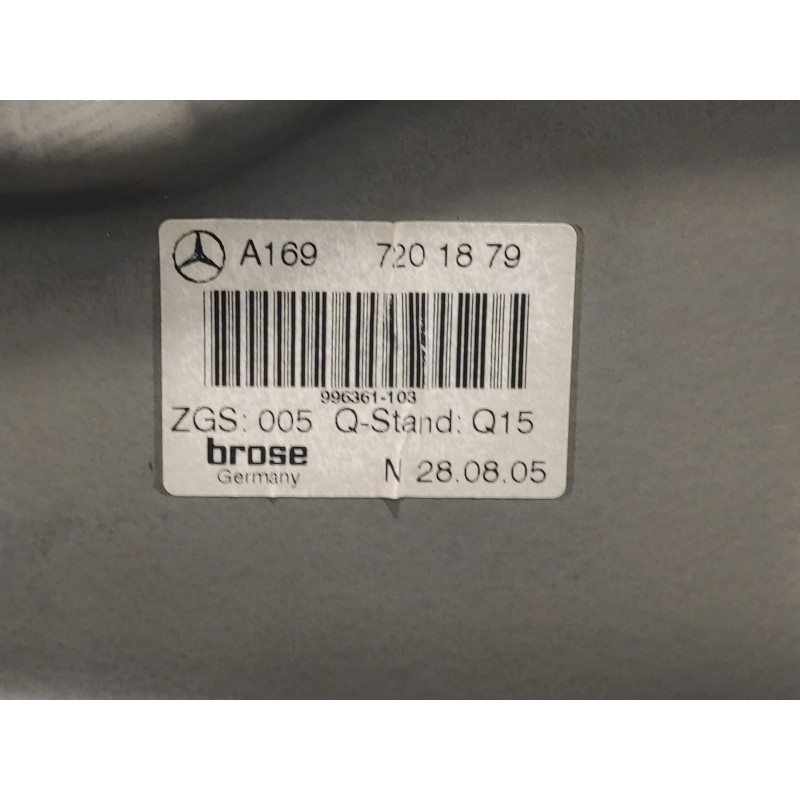 A169 720 18 79
996361-103
ZGS: 005 Q-Stand: Q15
brose
Germany N 28.08.05